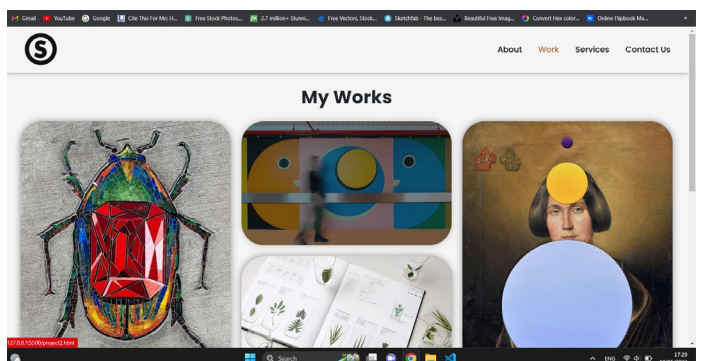 Gmail YouTube Google Cite This For Me: H... Free Stock Photos,... 2.7 million+ Stunni... Free Vectors, Stock... Sketchfab - The bes... Beautiful Free Imag... Convert Hex color... Online Flipbook Ma... »
S
About Work Services Contact Us
My Works
127.0.0.1:5500/project2.html
Search
ENG
17:29